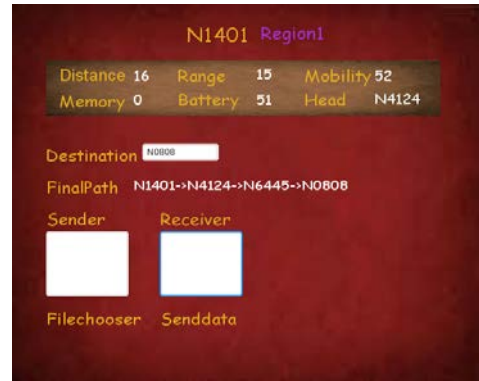 N1401 Region1
Distance 16 Range 15 Mobility 52
Memory 0 Battery 51 Head N4124
Destination N0808
FinalPath N1401->N4124->N6445->N0808
Sender Receiver
Filechooser Senddata